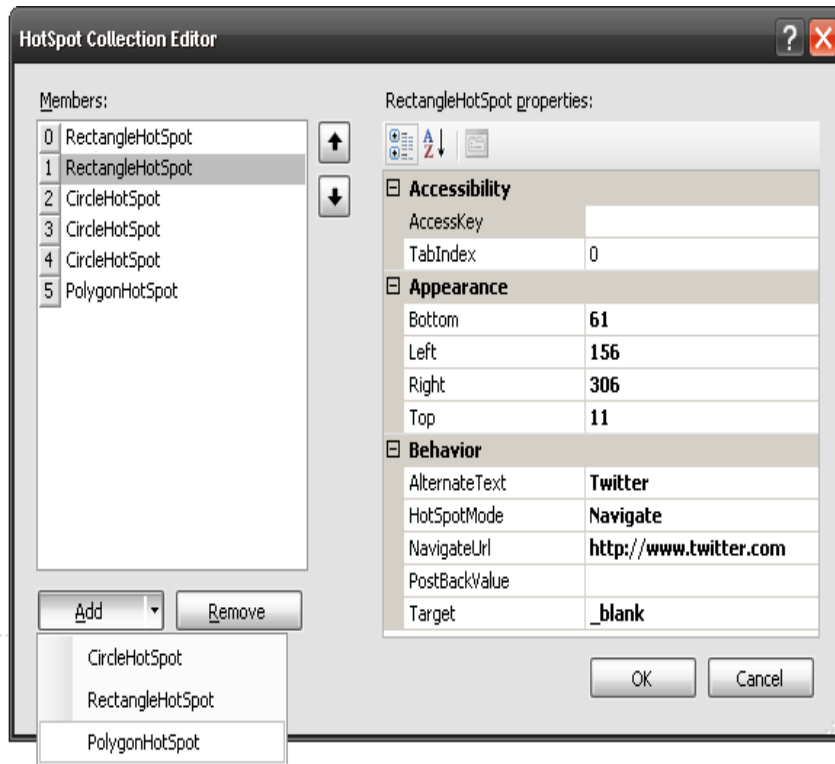 HotSpot Collection Editor
?
X
Members:
0 RectangleHotSpot
1 RectangleHotSpot
2 CircleHotSpot
3 CircleHotSpot
4 CircleHotSpot
5 PolygonHotSpot
Add
Remove
CircleHotSpot
RectangleHotSpot
PolygonHotSpot
RectangleHotSpot properties:
A
Z
Accessibility
AccessKey
TabIndex 0
Appearance
Bottom 61
Left 156
Right 306
Top 11
Behavior
AlternateText Twitter
HotSpotMode Navigate
NavigateUrl http://www.twitter.com
PostBackValue
Target _blank
OK
Cancel